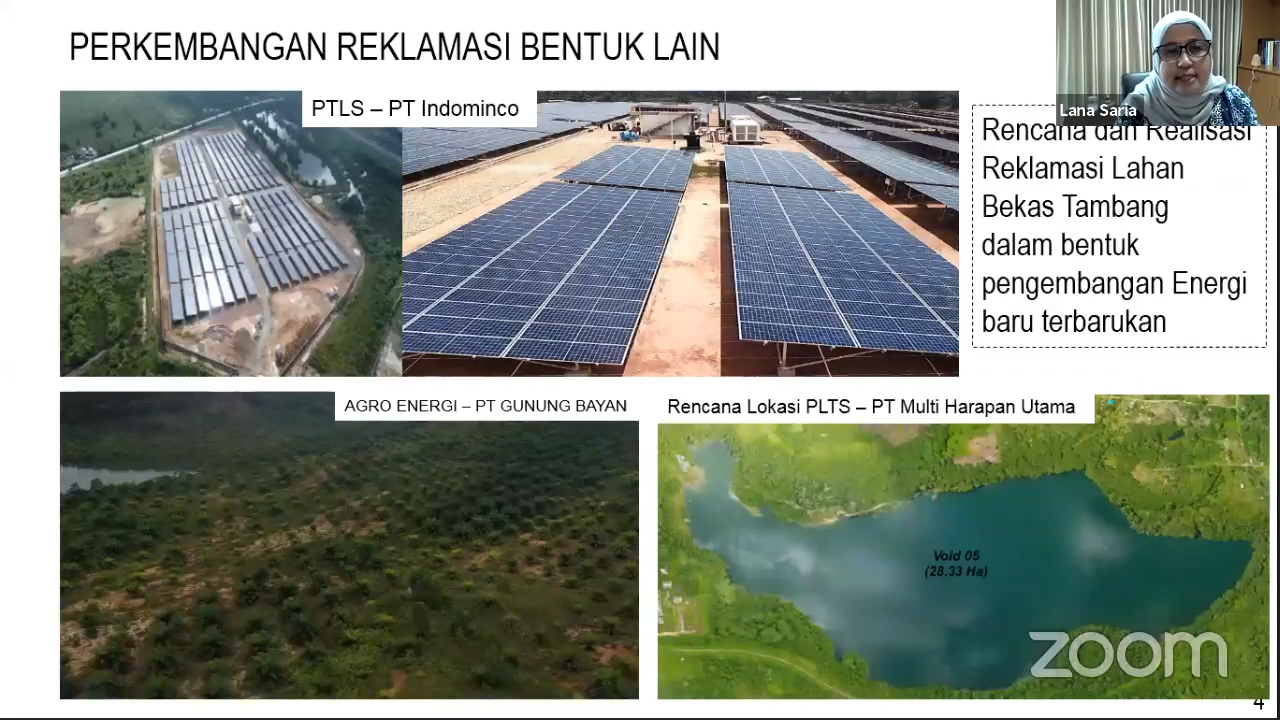 PERKEMBANGAN REKLAMASI BENTUK LAIN
PTLS – PT Indominco
Lana Saria
Rencana dan Realisasi
Reklamasi Lahan
Bekas Tambang
dalam bentuk
pengembangan Energi
baru terbarukan
AGRO ENERGI – PT GUNUNG BAYAN
Rencana Lokasi PLTS – PT Multi Harapan Utama
Void 05
(28.33 Ha)
zoom
4